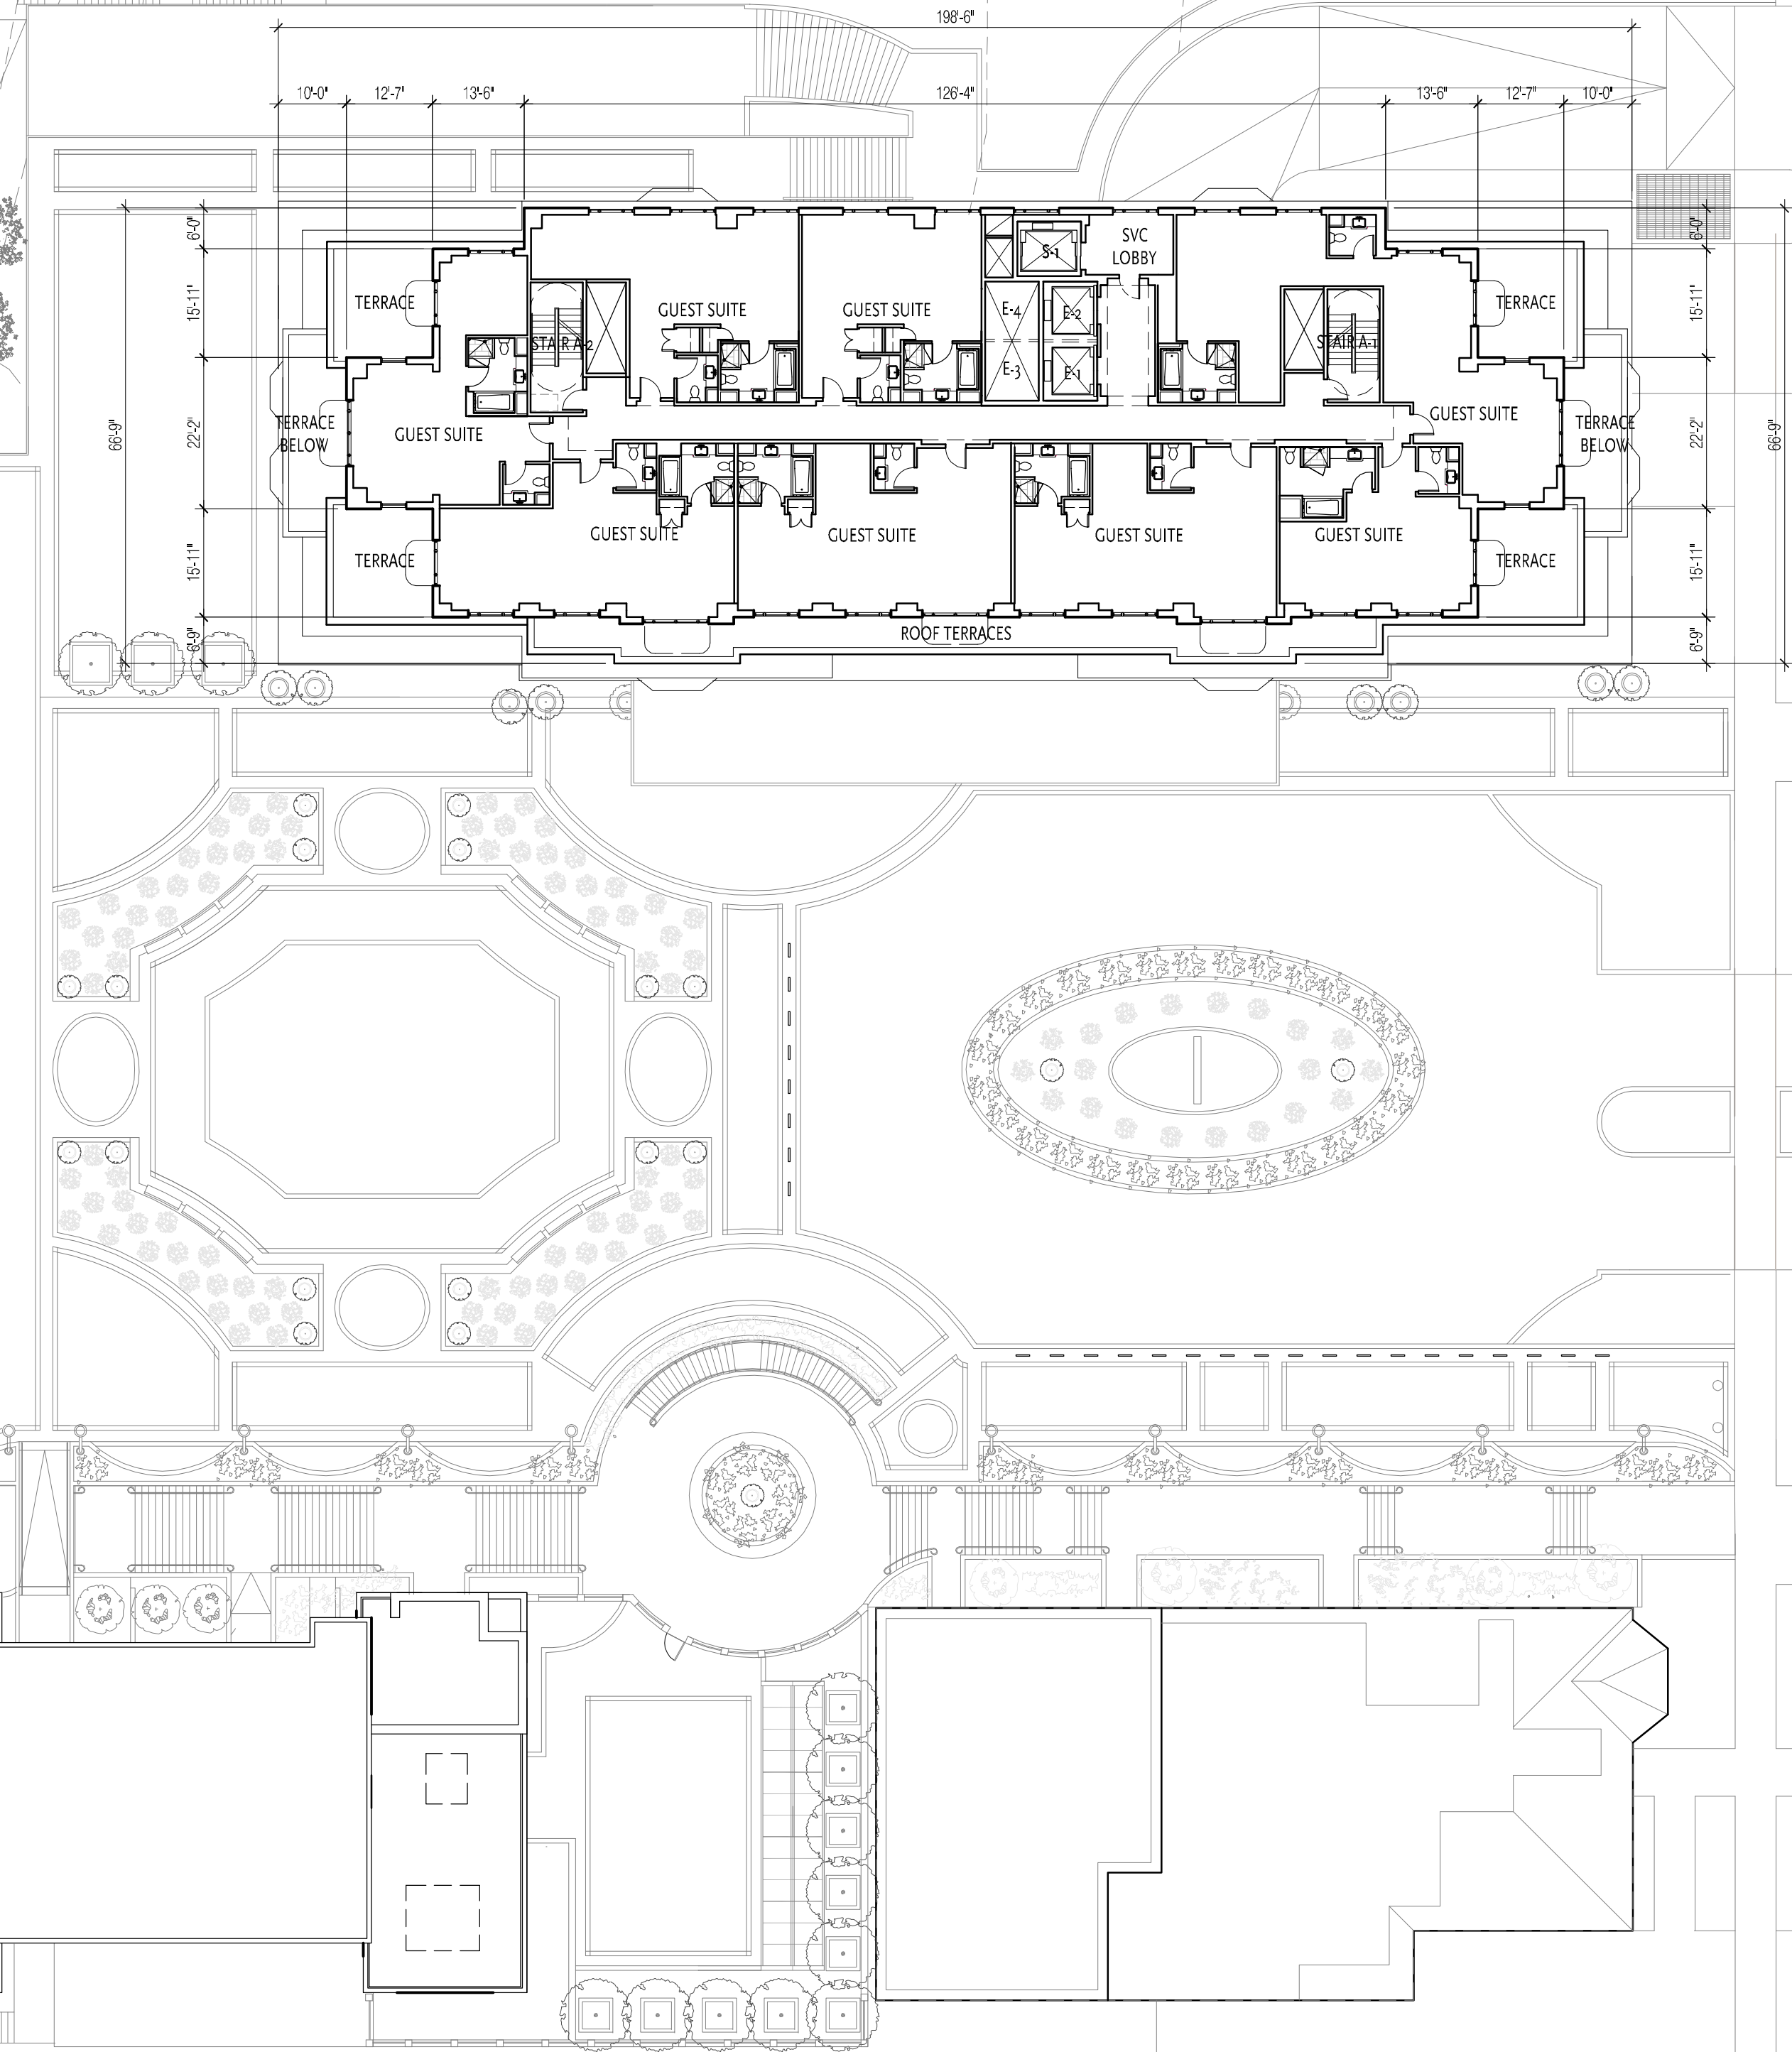 198'-6"
10'-0"
12'-7"
13'-6"
126'-4"
13'-6"
12'-7"
10'-0"
6'-0"
15'-11"
22'-2"
15'-11"
6'-9"
66'-9"
6'-0"
15'-11"
22'-2"
15'-11"
6'-9"
66'-9"
SVC
LOBBY
S-1
TERRACE
GUEST SUITE
GUEST SUITE
E-4
E-2
TERRACE
STAIR A-2
STAIR A-1
E-3
E-1
TERRACE
BELOW
GUEST SUITE
GUEST SUITE
TERRACE
BELOW
GUEST SUITE
GUEST SUITE
GUEST SUITE
GUEST SUITE
TERRACE
TERRACE
ROOF TERRACES